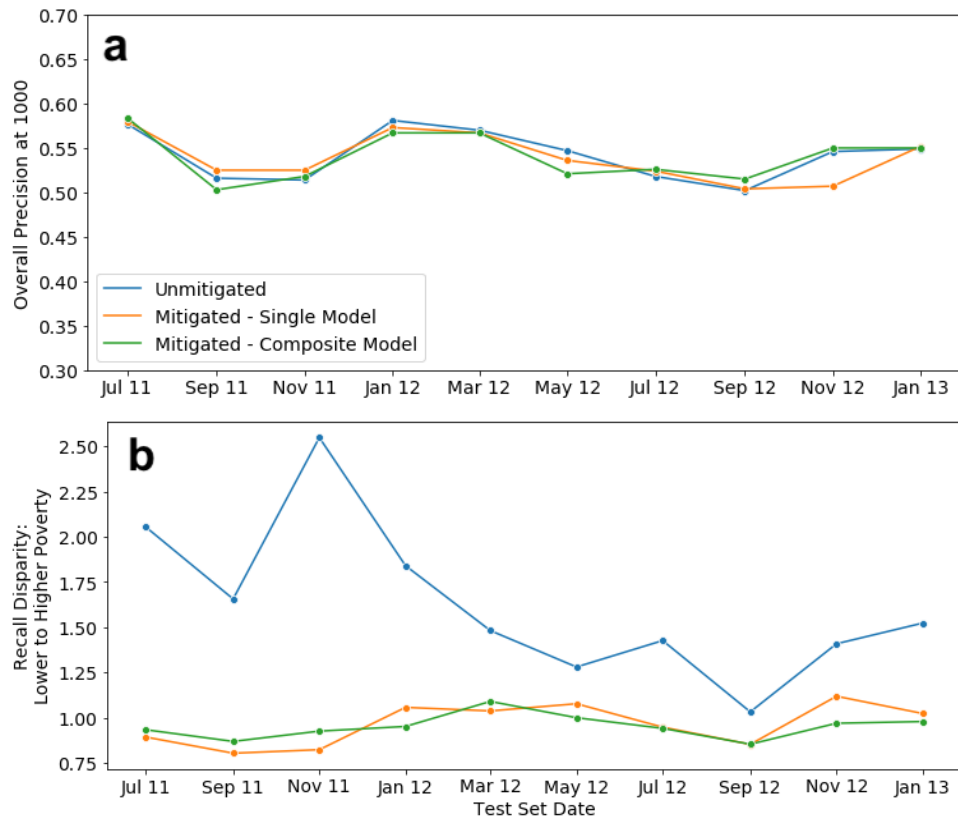 a
Overall Precision at 1000
0.70
0.65
0.60
0.55
0.50
0.45
0.40
0.35
0.30
Unmitigated
Mitigated - Single Model
Mitigated - Composite Model
Jul 11 Sep 11 Nov 11 Jan 12 Mar 12 May 12 Jul 12 Sep 12 Nov 12 Jan 13
b
Recall Disparity:
Lower to Higher Poverty
2.50
2.25
2.00
1.75
1.50
1.25
1.00
0.75
Jul 11 Sep 11 Nov 11 Jan 12 Mar 12 May 12 Jul 12 Sep 12 Nov 12 Jan 13
Test Set Date